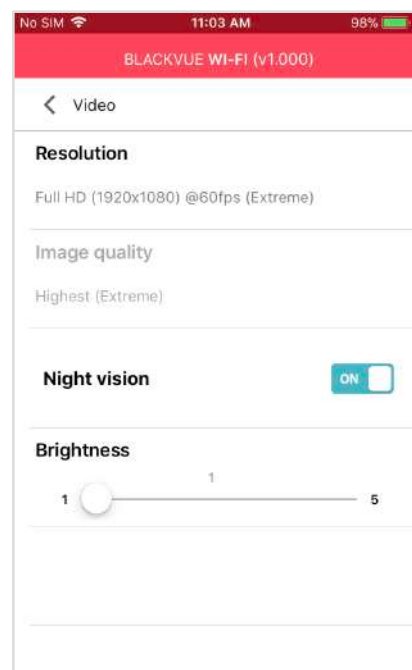 No SIM 11:03 AM 98%
BLACKVUE WI-FI (v1.000)
Video
Resolution
Full HD (1920x1080) @60fps (Extreme)
Image quality
Highest (Extreme)
Night vision ON
Brightness
1
1 5